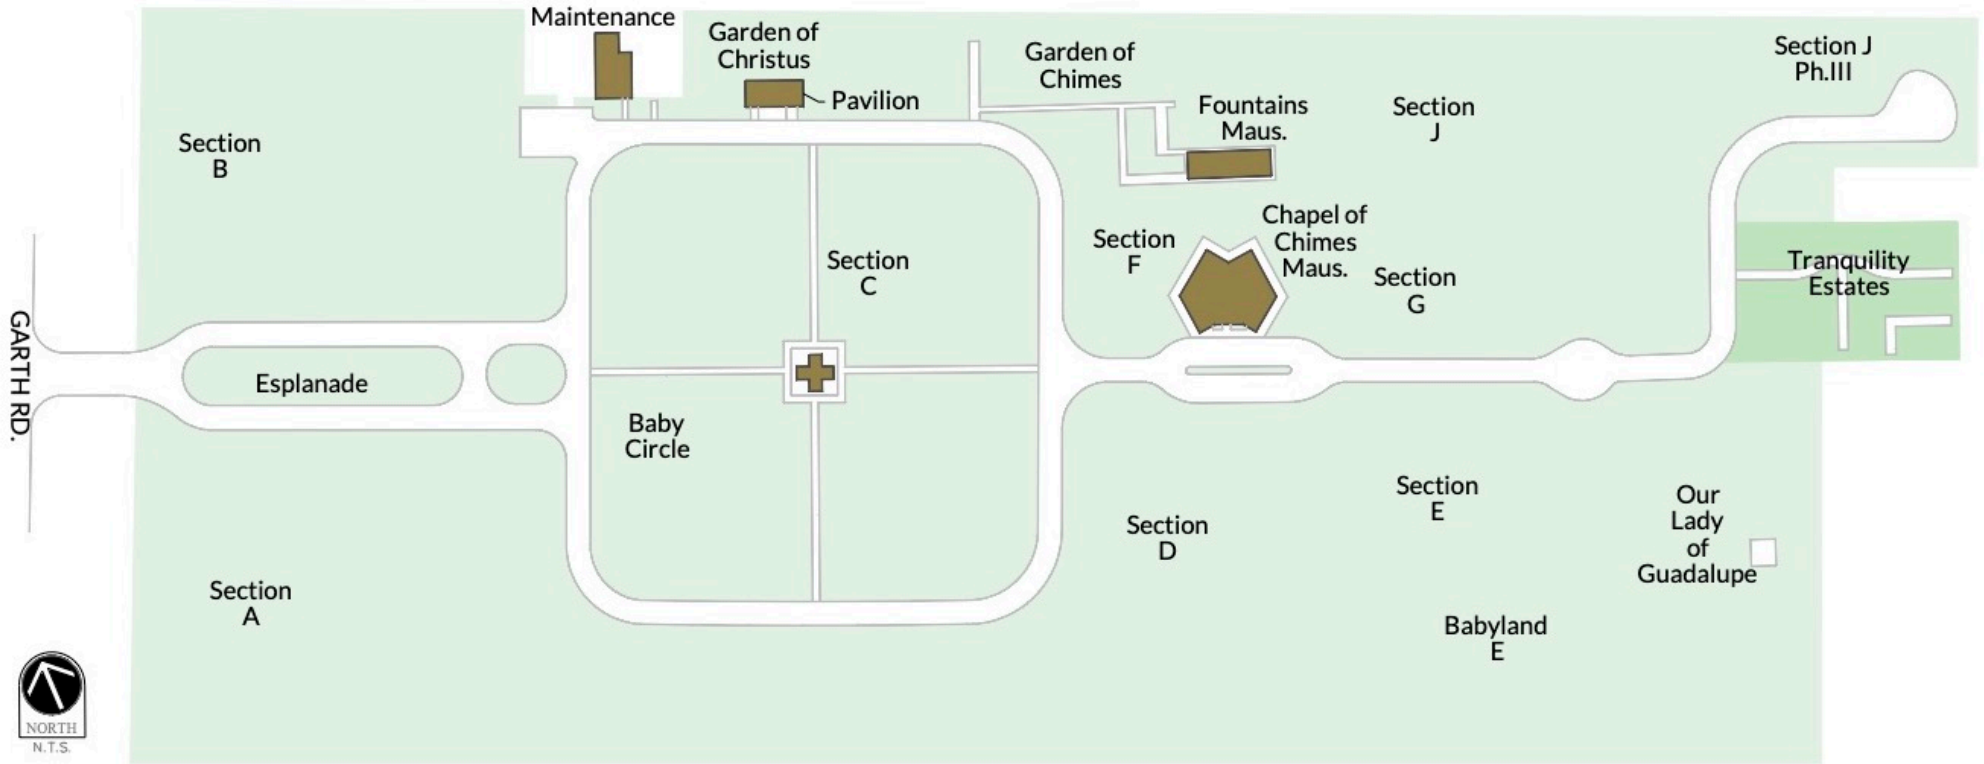 Maintenance
Garden of
Christus
Pavilion
Garden of
Chimes
Fountains
Maus.
Section
J
Section J
Ph.III
Section
B
Section
C
Section
F
Chapel of
Chimes
Maus.
Section
G
Tranquility
Estates
GARTH RD.
Esplanade
Baby
Circle
Section
D
Section
E
Our
Lady
of
Guadalupe
Section
A
Babyland
E
NORTH
N.T.S.